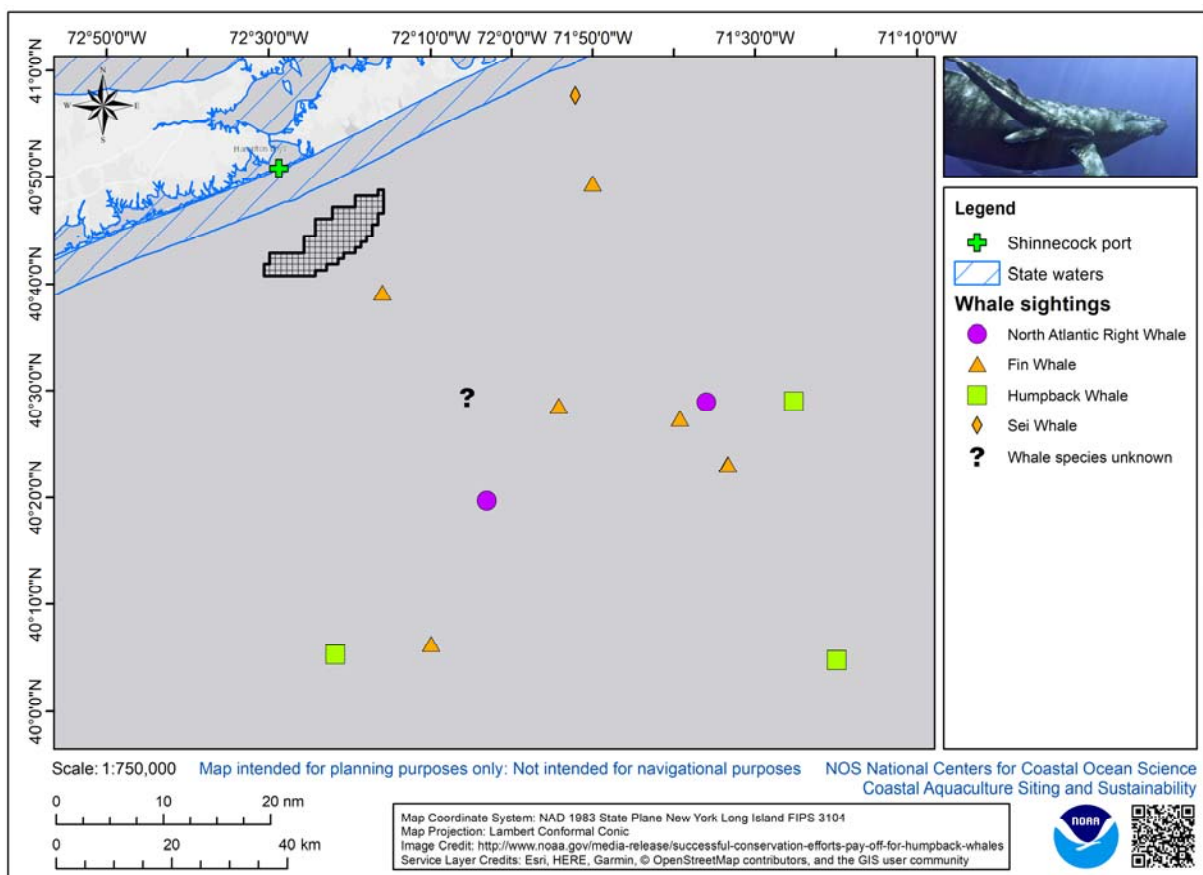 72°50'0"W 72°30'0"W 72°10'0"W 72°0'0"W 71°50'0"W 71°30'0"W 71°10'0"W
41°0'0"N
40°50'0"N
40°40'0"N
40°30'0"N
40°20'0"N
40°10'0"N
40°0'0"N
N
W E
S
?
Legend
Shinnecock port
State waters
Whale sightings
North Atlantic Right Whale
Fin Whale
Humpback Whale
Sei Whale
? Whale species unknown
Scale: 1:750,000 Map intended for planning purposes only: Not intended for navigational purposes
NOS National Centers for Coastal Ocean Science
Coastal Aquaculture Siting and Sustainability
0 10 20 nm
0 20 40 km
Map Coordinate System: NAD 1983 State Plane New York Long Island FIPS 3104
Map Projection: Lambert Conformal Conic
Image Credit: http://www.noaa.gov/media-release/successful-conservation-efforts-pay-off-for-humpback-whales
Service Layer Credits: Esri, HERE, Garmin, © OpenStreetMap contributors, and the GIS user community
NOAA